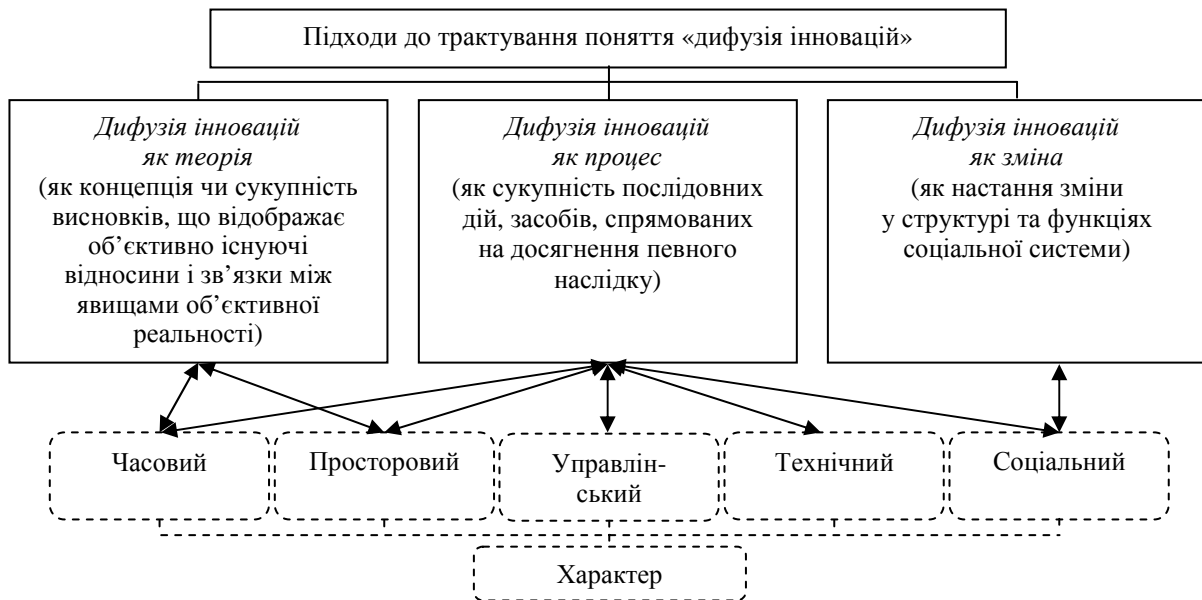 Підходи до трактування поняття «дифузія інновацій»
Дифузія інновацій
як теорія
(як концепція чи сукупність
висновків, що відображає
об’єктивно існуючі
відносини і зв’язки між
явищами об’єктивної
реальності)
Дифузія інновацій
як процес
(як сукупність послідовних
дій, засобів, спрямованих
на досягнення певного
наслідку)
Дифузія інновацій
як зміна
(як настання зміни
у структурі та функціях
соціальної системи)
Часовий
Просторовий
Управлін-
ський
Технічний
Соціальний
Характер